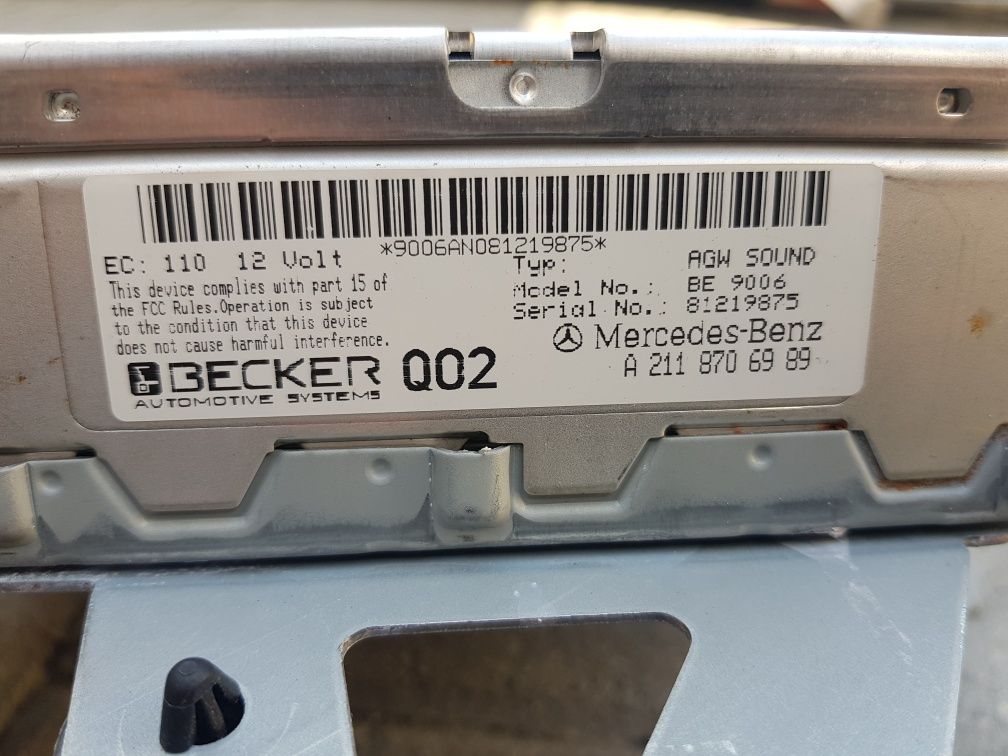 *9006AN081219875*
EC: 110 12 Volt
This device complies with part 15 of
the FCC Rules.Operation is subject
to the condition that this device
does not cause harmful interference.
BECKER
AUTOMOTIVE SYSTEMS
Q02
Typ: AGW SOUND
Model No.: BE 9006
Serial No.: 81219875
Mercedes-Benz
A 211 870 69 89